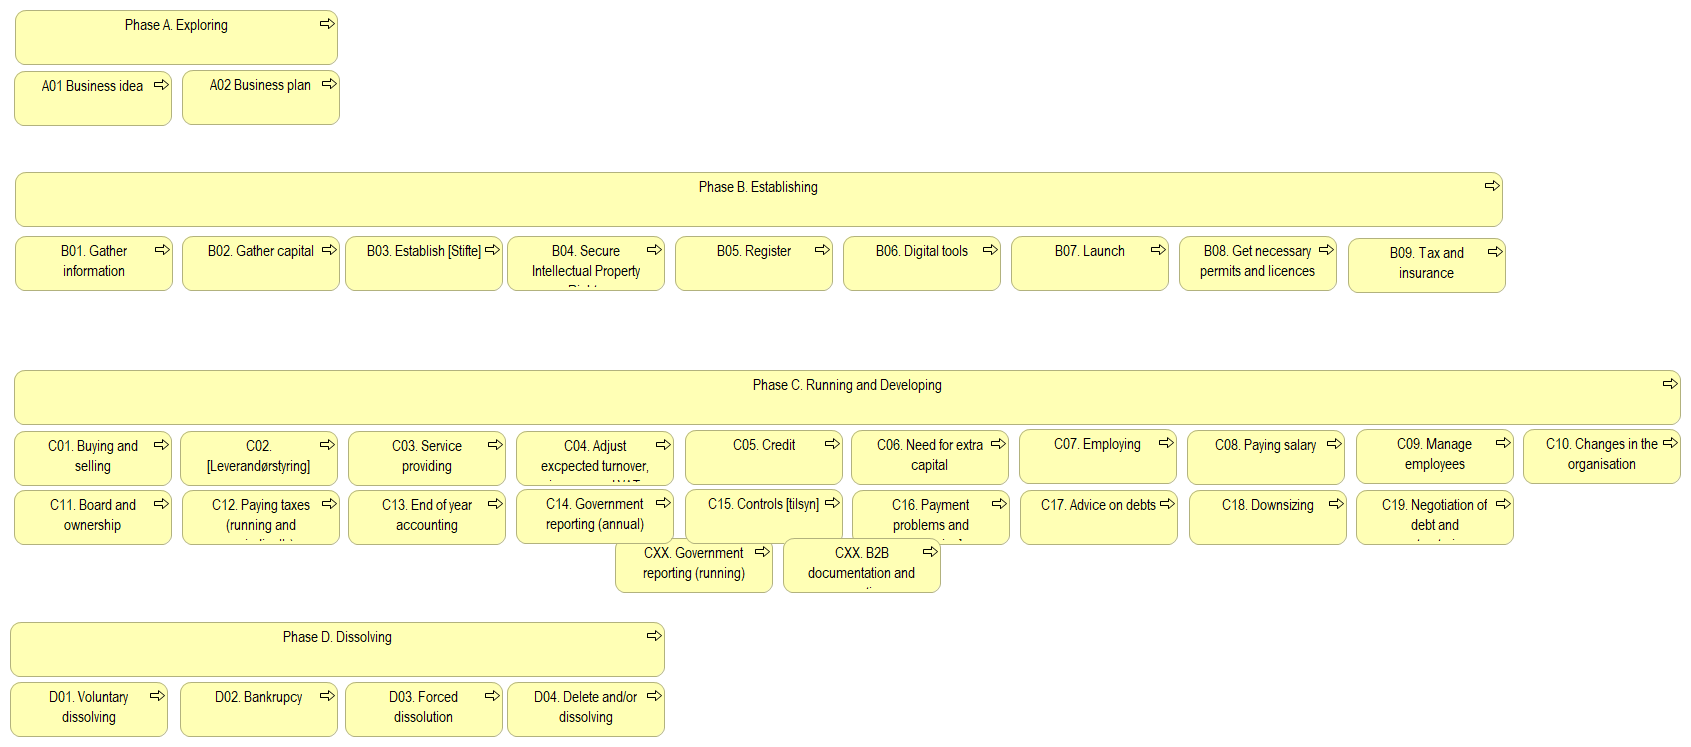 Phase A. Exploring
A01 Business idea
A02 Business plan
Phase B. Establishing
B01. Gather
information
B02. Gather capital
B03. Establish [Stifte]
B04. Secure
Intellectual Property
B05. Register
B06. Digital tools
B07. Launch
B08. Get necessary
permits and licences
B09. Tax and
insurance
Phase C. Running and Developing
C01. Buying and
selling
C02.
[Leverandørstyring]
C03. Service
providing
C04. Adjust
excpected turnover,
C05. Credit
C06. Need for extra
capital
C07. Employing
C08. Paying salary
C09. Manage
employees
C10. Changes in the
organisation
C11. Board and
ownership
C12. Paying taxes
(running and
C13. End of year
accounting
C14. Government
reporting (annual)
C15. Controls [tilsyn]
C16. Payment
problems and
C17. Advice on debts
C18. Downsizing
C19. Negotiation of
debt and
CXX. Government
reporting (running)
CXX. B2B
documentation and
Phase D. Dissolving
D01. Voluntary
dissolving
D02. Bankrupcy
D03. Forced
dissolution
D04. Delete and/or
dissolving